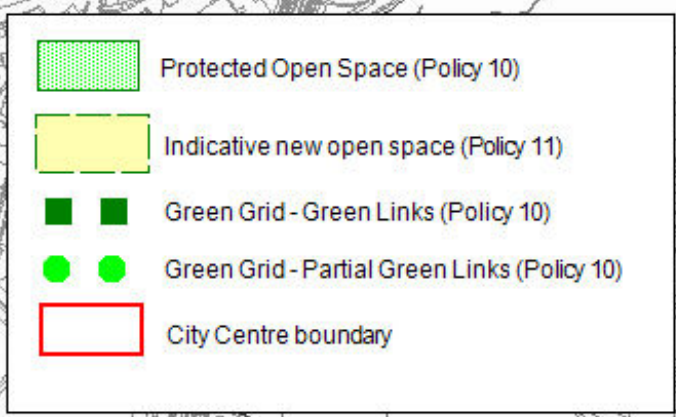 Protected Open Space (Policy 10)
Indicative new open space (Policy 11)
Green Grid - Green Links (Policy 10)
Green Grid - Partial Green Links (Policy 10)
City Centre boundary